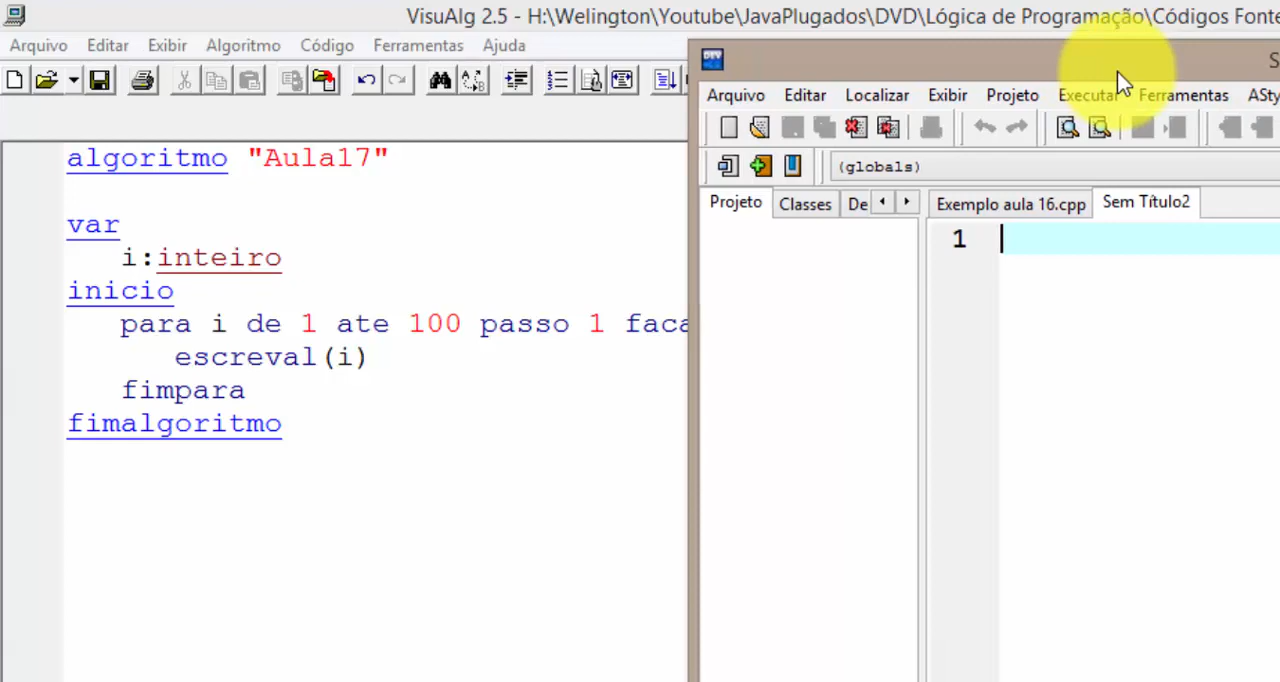 VisuAlg 2.5 - H:\Welington\Youtube\JavaPlugados\DVD\Lógica de Programação\Códigos Fonte
Arquivo Editar Exibir Algoritmo Código Ferramentas Ajuda
algoritmo "Aula17"
var
i:inteiro
inicio
para i de 1 ate 100 passo 1 faca
escreval(i)
fimpara
fimalgoritmo
DEV
Arquivo Editar Localizar Exibir Projeto Executar Ferramentas ASty
(globals)
Projeto Classes De Exemplo aula 16.cpp Sem Título2
1